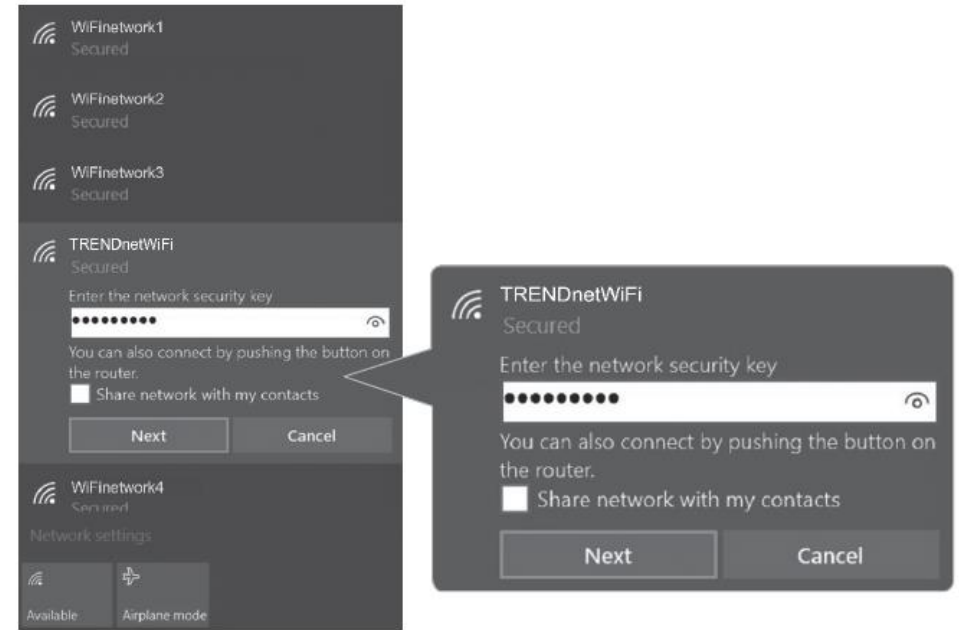 WiFinetwork1
Secured
WiFinetwork2
Secured
WiFinetwork3
Secured
TRENDnetWiFi
Secured
Enter the network security key
•••••••••
You can also connect by pushing the button on
the router.
Share network with my contacts
Next Cancel
WiFinetwork4
Secured
Network settings
Available Airplane mode
TRENDnetWiFi
Secured
Enter the network security key
•••••••••
You can also connect by pushing the button on
the router.
Share network with my contacts
Next Cancel